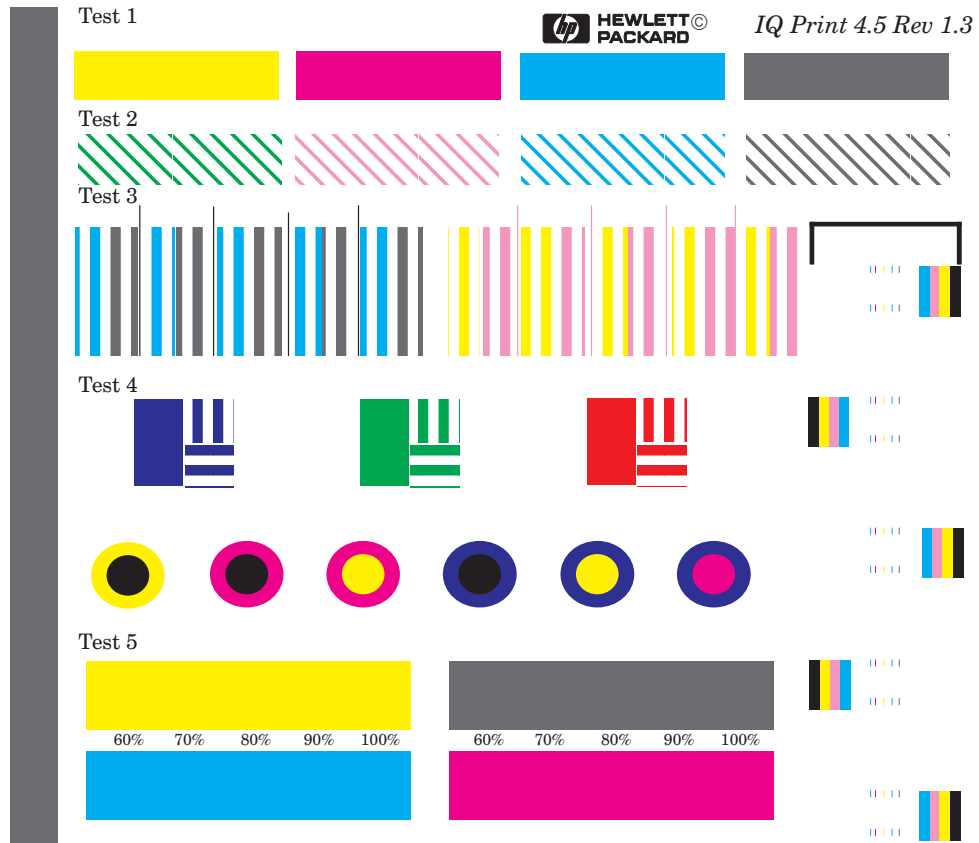 Test 1
hp HEWLETT©
PACKARD
IQ Print 4.5 Rev 1.3
Test 2
Test 3
Test 4
Test 5
60% 70% 80% 90% 100%
60% 70% 80% 90% 100%